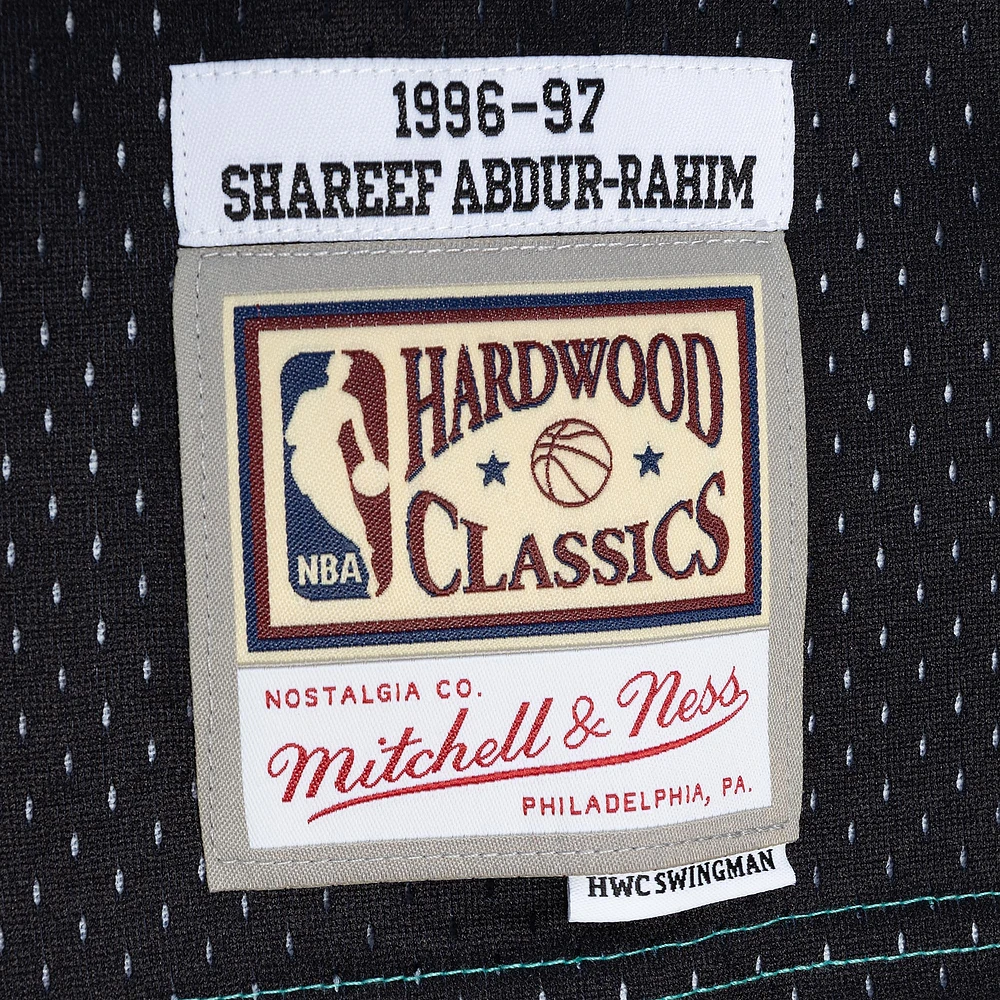 1996-97
SHAREEF ABDUR-RAHIM
HARDWOOD
CLASSICS
NBA
NOSTALGIA CO.
Mitchell & Ness
PHILADELPHIA, PA.
HWC SWINGMAN